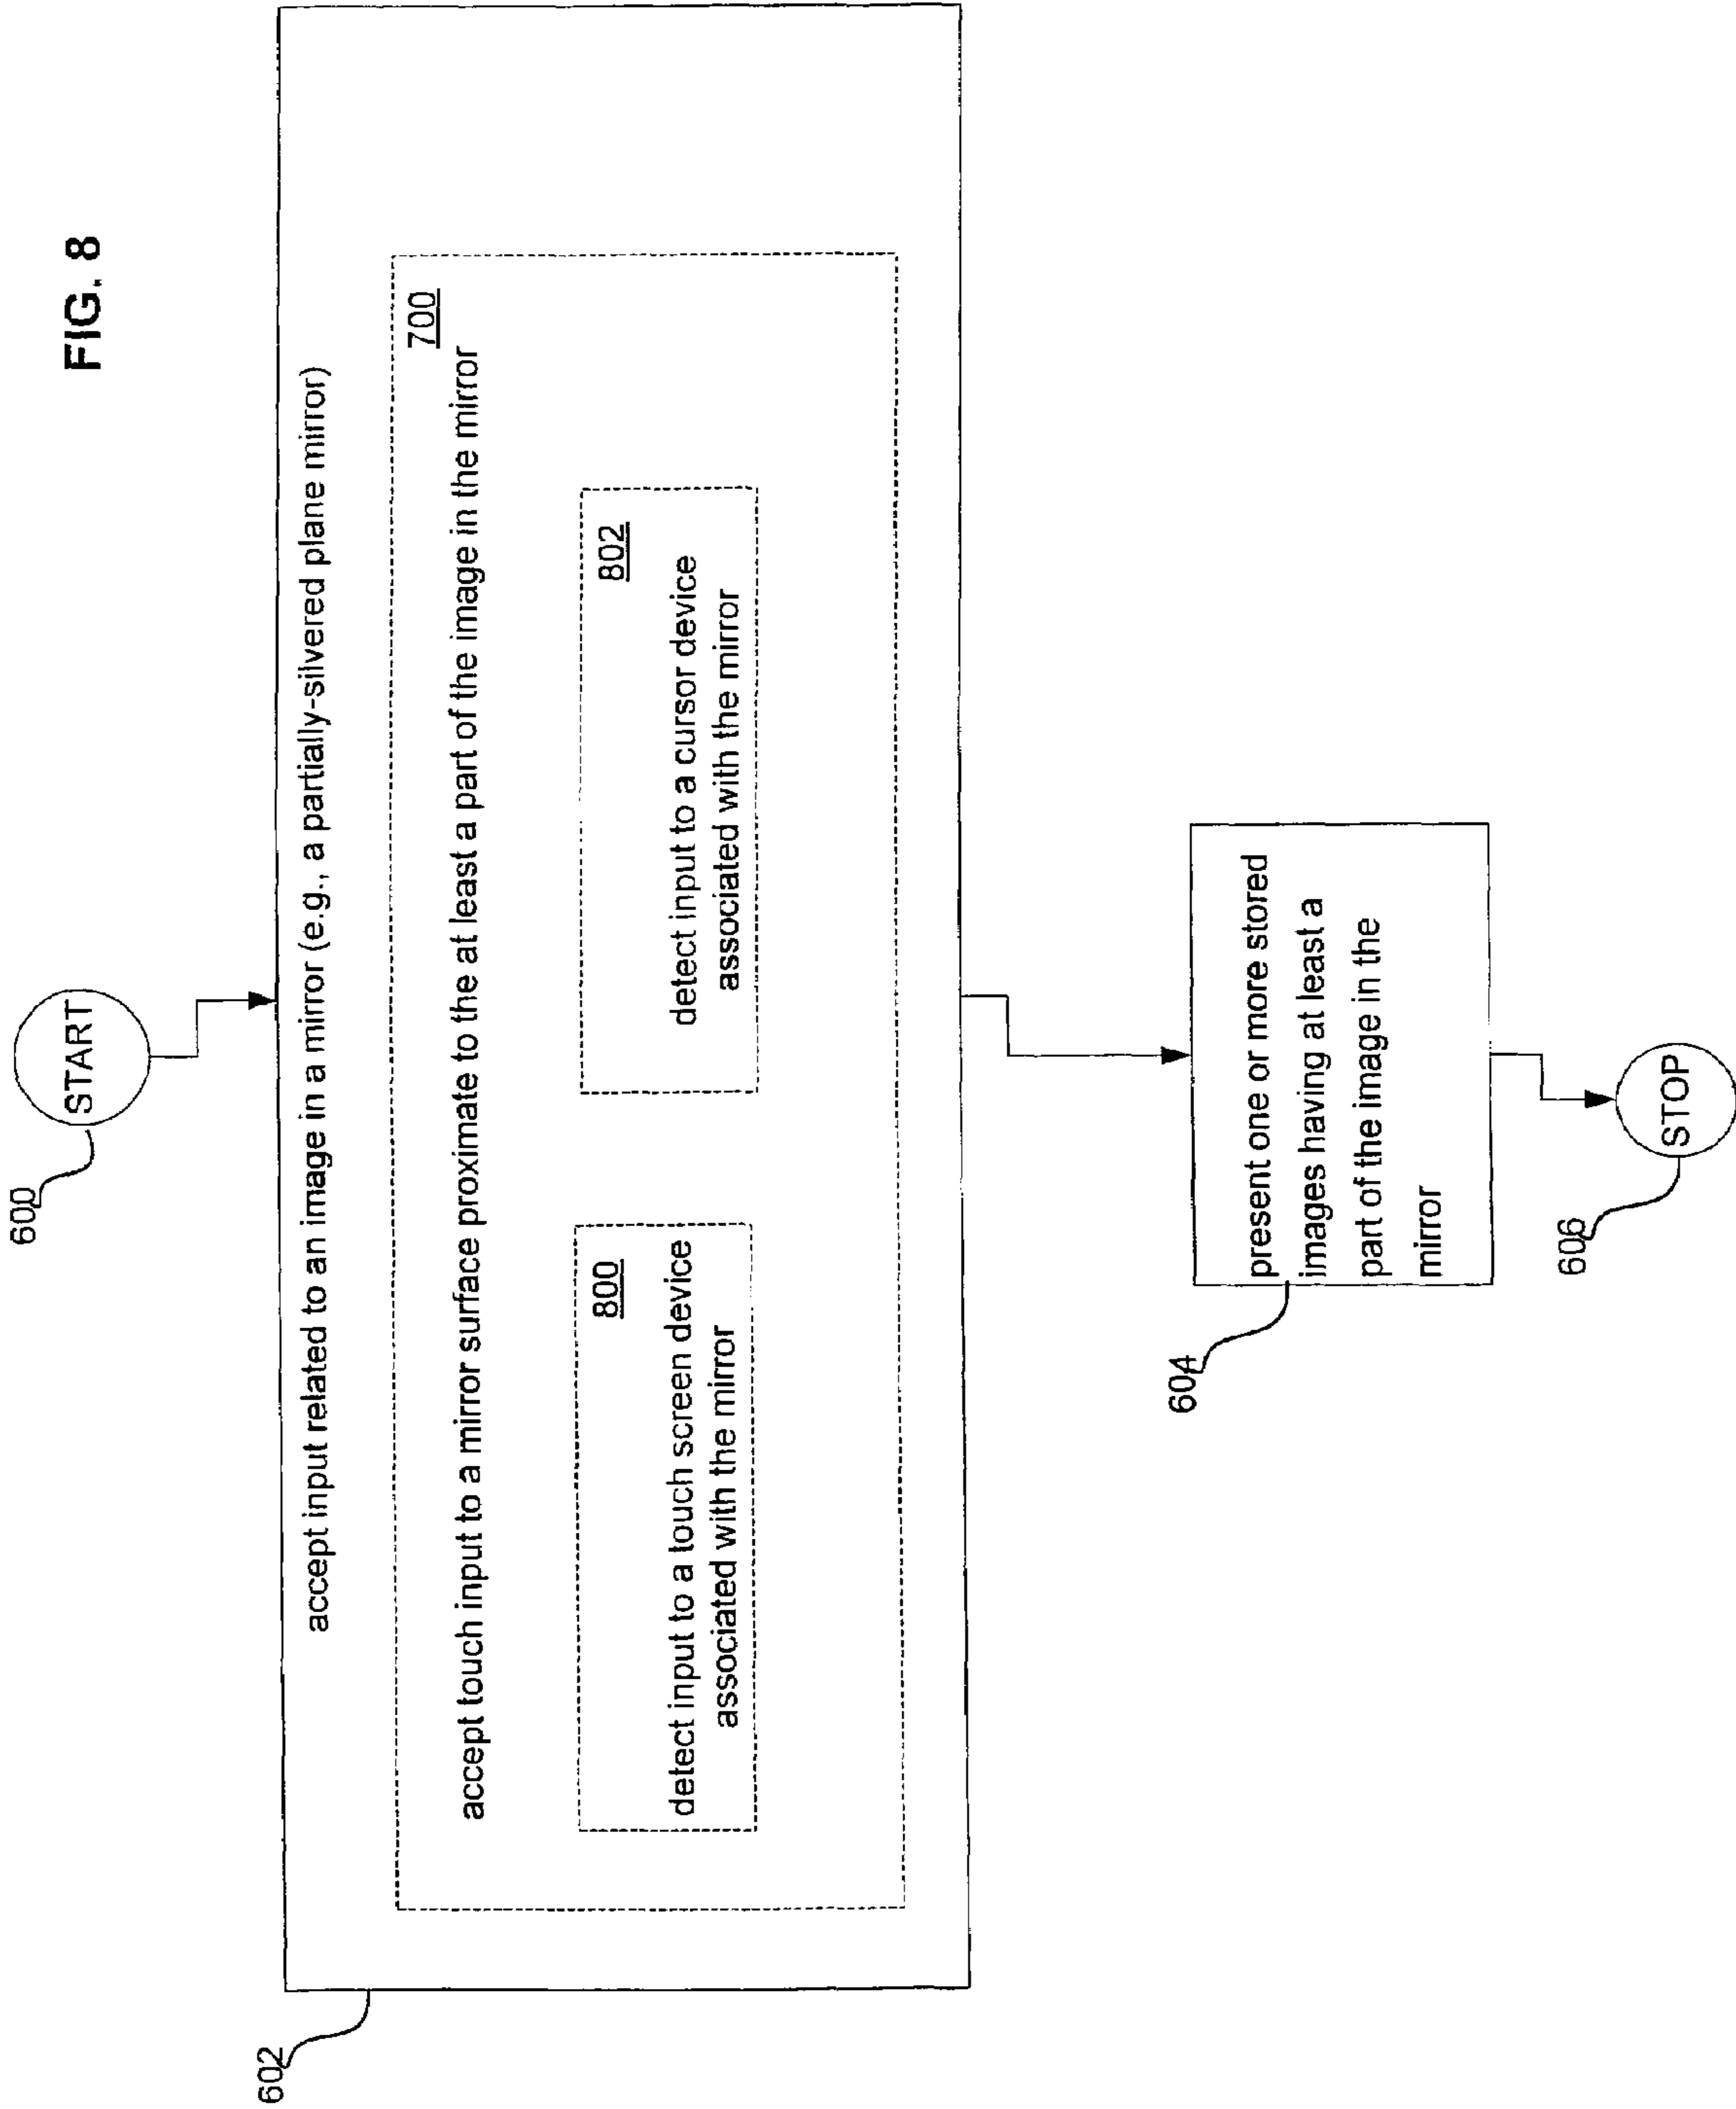 FIG. 8
600
START
602
accept input related to an image in a mirror (e.g., a partially-silvered plane mirror)
700
accept touch input to a mirror surface proximate to the at least a part of the image in the mirror
800
detect input to a touch screen device
associated with the mirror
802
detect input to a cursor device
associated with the mirror
604
present one or more stored
images having at least a
part of the image in the
mirror
606
STOP